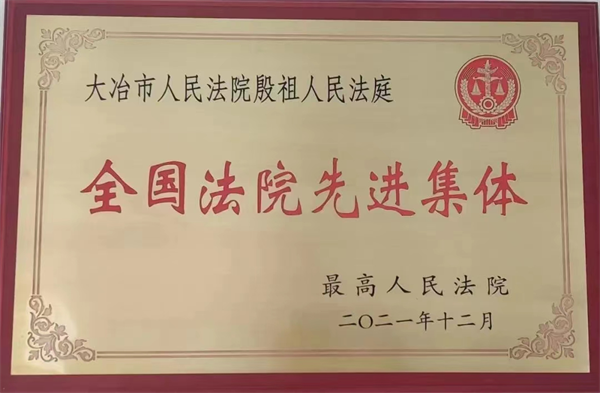 大冶市人民法院殷祖人民法庭
全国法院先进集体
最高人民法院
二〇二一年十二月